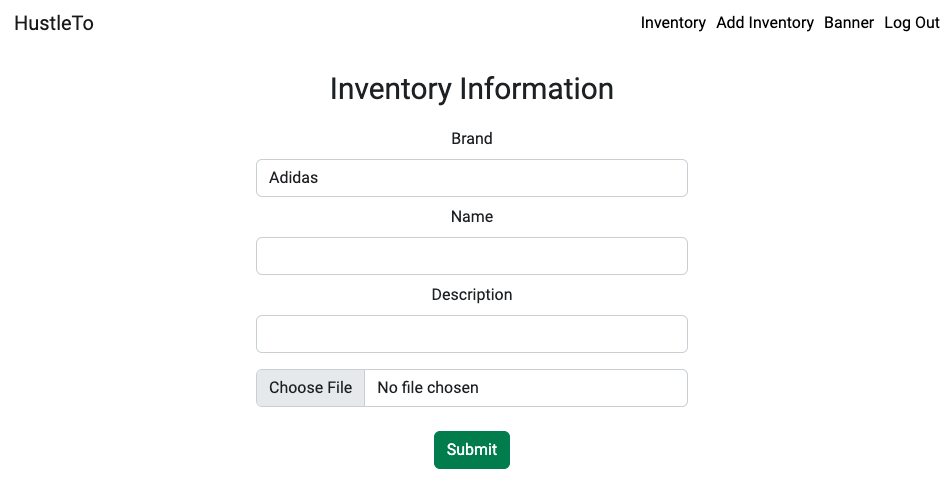 HustleTo Inventory Add Inventory Banner Log Out
Inventory Information
Brand
Adidas
Name
Description
Choose File No file chosen
Submit